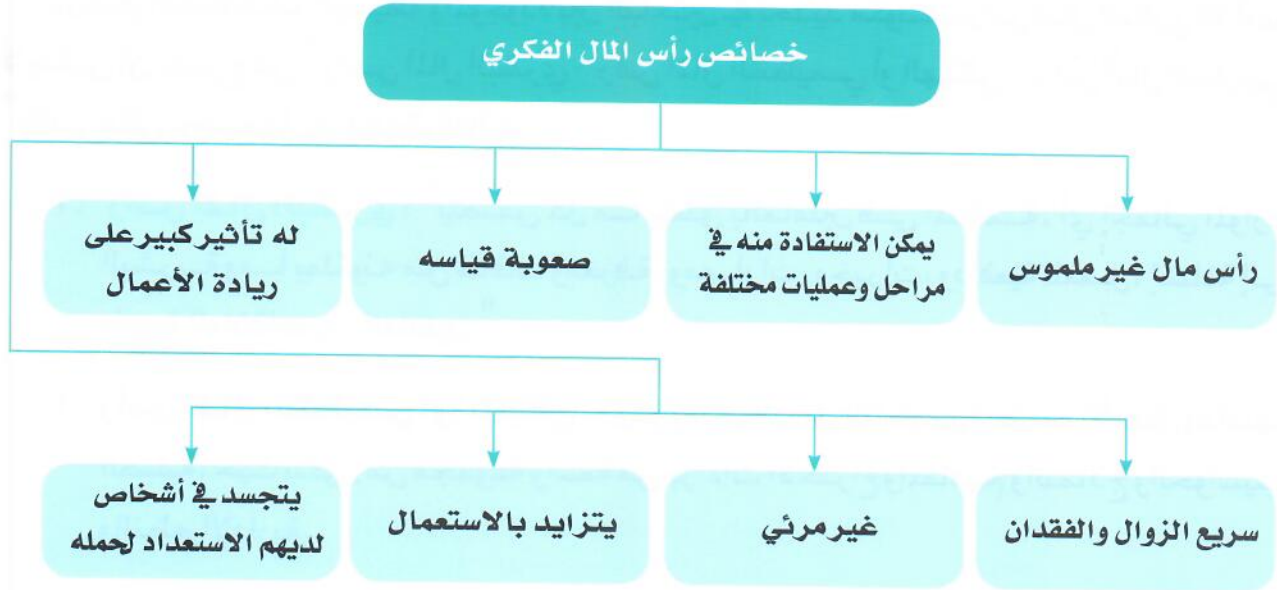 خصائص رأس المال الفكري
رأس مال غير ملموس
يمكن الاستفادة منه في
مراحل وعمليات مختلفة
صعوبة قياسه
له تأثير كبير على
ريادة الأعمال
سريع الزوال والفقدان
غير مرئي
يتزايد بالاستعمال
يتجسد في أشخاص
لديهم الاستعداد لحمله